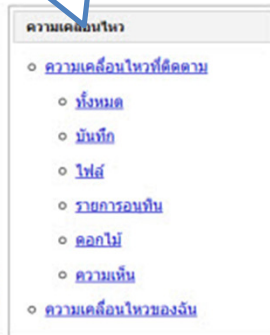 ความเคลื่อนไหว
ความเคลื่อนไหวที่ติดตาม
ทั้งหมด
บันทึก
ไฟล์
รายการอนุทิน
ดอกไม้
ความเห็น
ความเคลื่อนไหวของฉัน